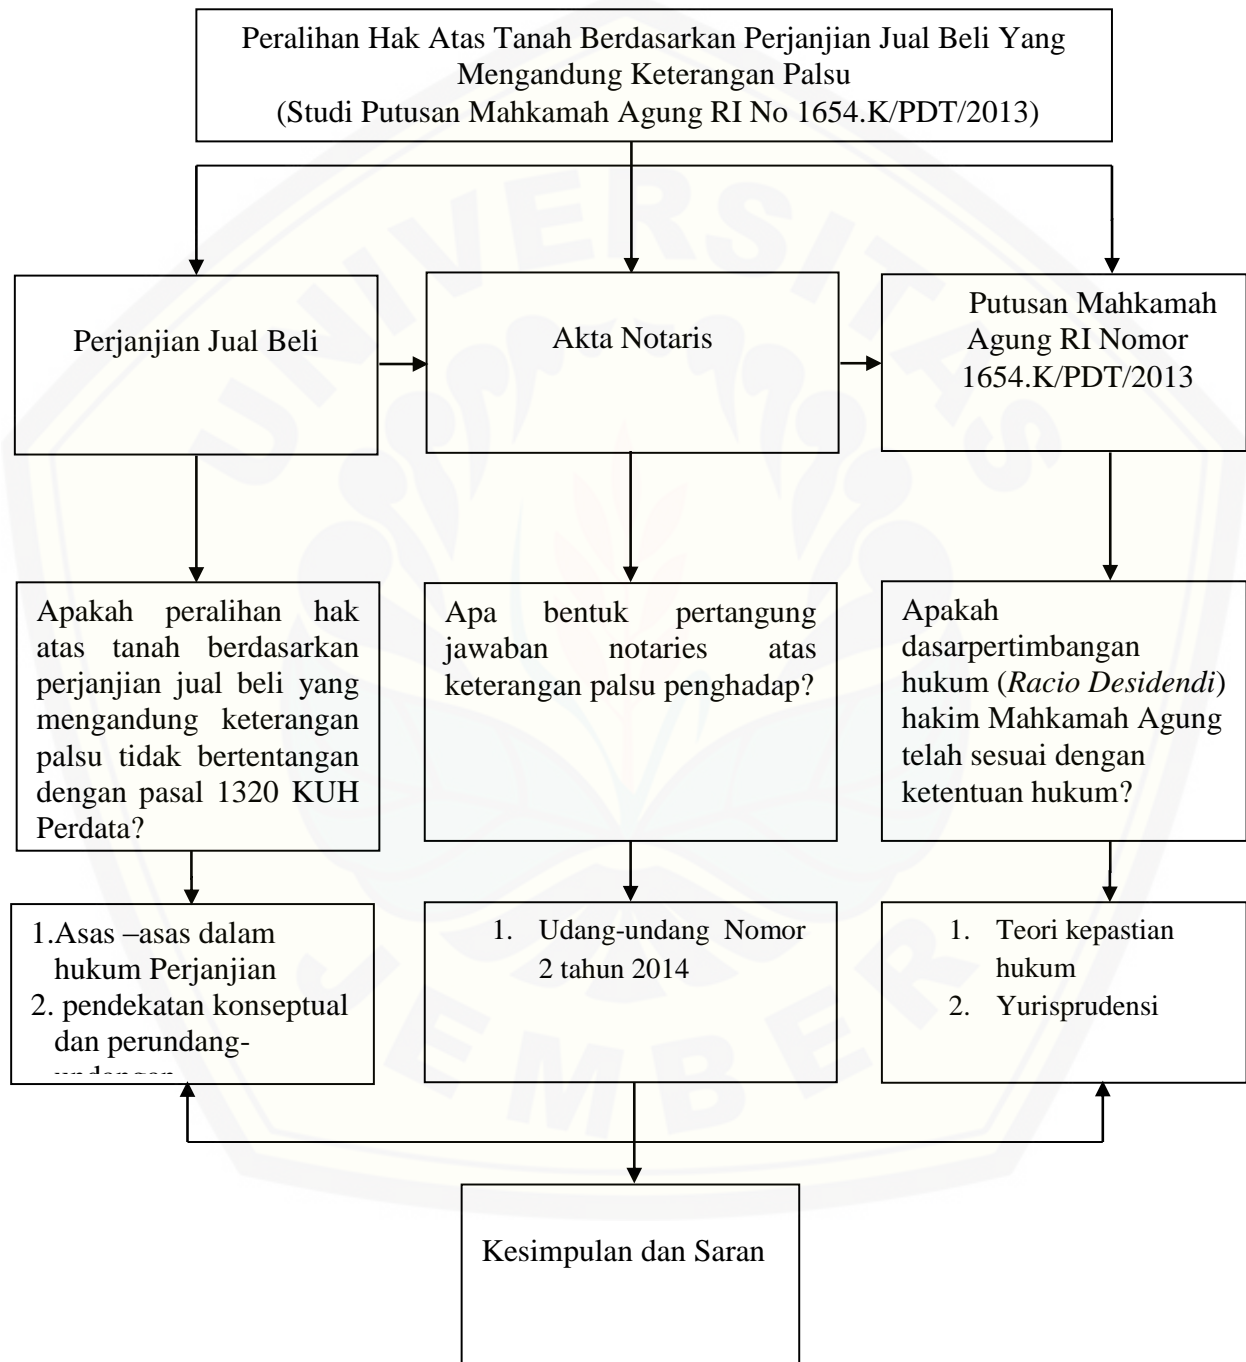 Peralihan Hak Atas Tanah Berdasarkan Perjanjian Jual Beli Yang
Mengandung Keterangan Palsu
(Studi Putusan Mahkamah Agung RI No 1654.K/PDT/2013)
Perjanjian Jual Beli
Akta Notaris
Putusan Mahkamah
Agung RI Nomor
1654.K/PDT/2013
Apakah peralihan hak
atas tanah berdasarkan
perjanjian jual beli yang
mengandung keterangan
palsu tidak bertentangan
dengan pasal 1320 KUH
Perdata?
Apa bentuk pertangung
jawaban notaries atas
keterangan palsu penghadap?
Apakah
dasarpertimbangan
hukum (Racio Desidendi)
hakim Mahkamah Agung
telah sesuai dengan
ketentuan hukum?
1.Asas –asas dalam
hukum Perjanjian
2. pendekatan konseptual
dan perundang-
1. Udang-undang Nomor
2 tahun 2014
1. Teori kepastian
hukum
2. Yurisprudensi
Kesimpulan dan Saran
UNIVERSITAS
JEMBER